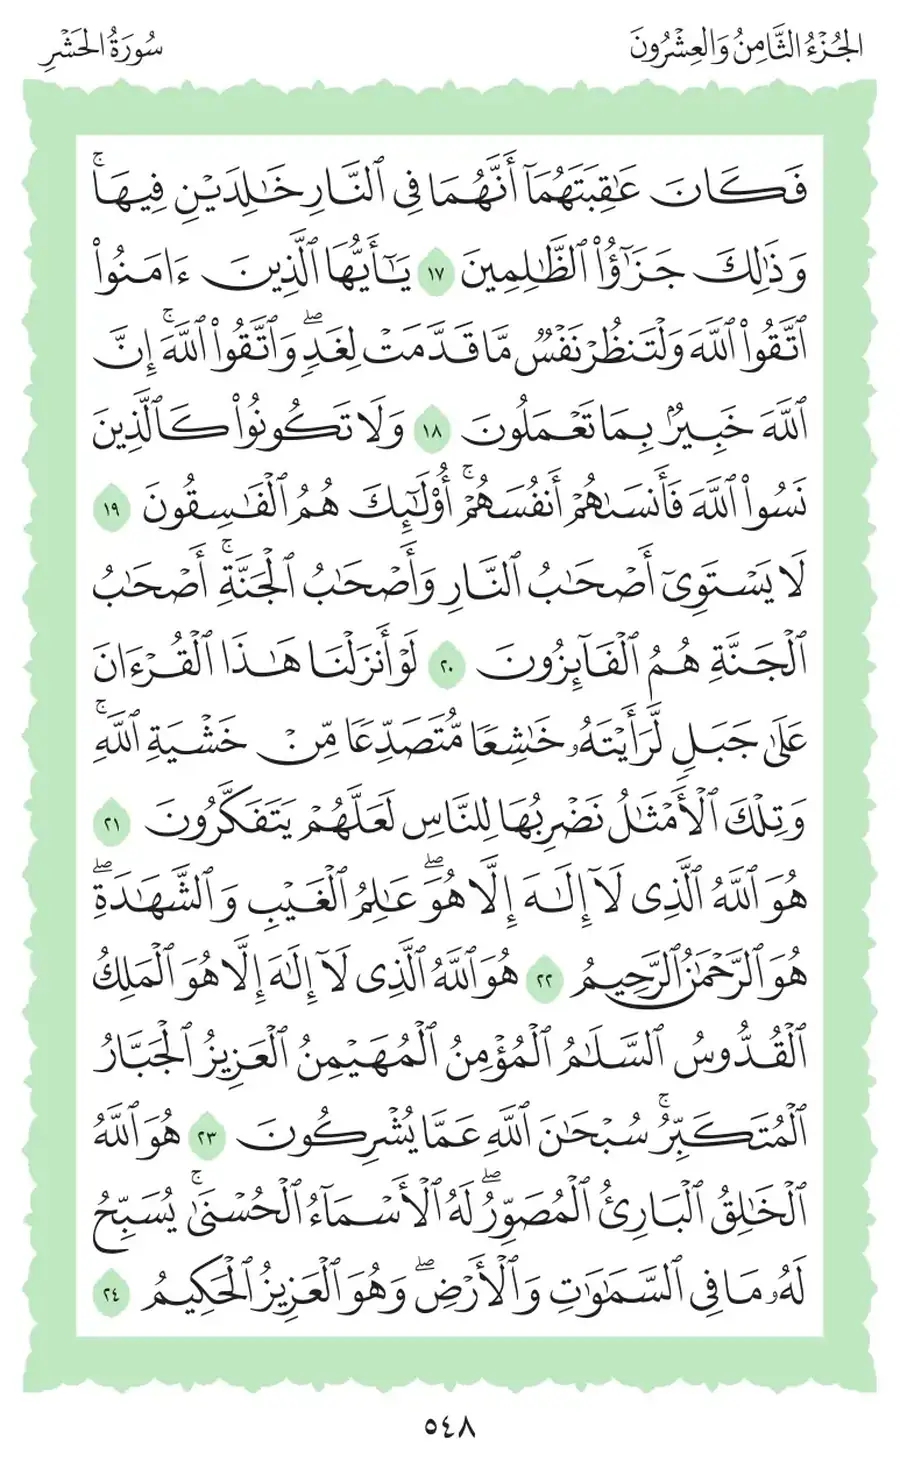 الجُزْءُ الثَّامِنُ وَالعِشْرُونَ
سُورَةُ الحَشْرِ
فَكَانَ عَٰقِبَتَهُمَآ أَنَّهُمَا فِى ٱلنَّارِ خَٰلِدَيْنِ فِيهَاۚ
وَذَٰلِكَ جَزَٰٓؤُاْ ٱلظَّٰلِمِينَ ١٧ يَٰٓأَيُّهَا ٱلَّذِينَ ءَامَنُواْ
ٱتَّقُواْ ٱللَّهَ وَلْتَنظُرْ نَفْسٌ مَّا قَدَّمَتْ لِغَدٍۖ وَٱتَّقُواْ ٱللَّهَۚ إِنَّ
ٱللَّهَ خَبِيرٌۢ بِمَا تَعْمَلُونَ ١٨ وَلَا تَكُونُواْ كَٱلَّذِينَ
نَسُواْ ٱللَّهَ فَأَنسَىٰهُمْ أَنفُسَهُمْۚ أُوْلَٰٓئِكَ هُمُ ٱلْفَٰسِقُونَ ١٩
لَا يَسْتَوِىٓ أَصْحَٰبُ ٱلنَّارِ وَأَصْحَٰبُ ٱلْجَنَّةِۚ أَصْحَٰبُ
ٱلْجَنَّةِ هُمُ ٱلْفَآئِزُونَ ٢٠ لَوْ أَنزَلْنَا هَٰذَا ٱلْقُرْءَانَ
عَلَىٰ جَبَلٍ لَّرَأَيْتَهُۥ خَٰشِعًا مُّتَصَدِّعًا مِّنْ خَشْيَةِ ٱللَّهِۚ
وَتِلْكَ ٱلْأَمْثَٰلُ نَضْرِبُهَا لِلنَّاسِ لَعَلَّهُمْ يَتَفَكَّرُونَ ٢١
هُوَ ٱللَّهُ ٱلَّذِى لَآ إِلَٰهَ إِلَّا هُوَۖ عَٰلِمُ ٱلْغَيْبِ وَٱلشَّهَٰدَةِۖ
هُوَ ٱلرَّحْمَٰنُ ٱلرَّحِيمُ ٢٢ هُوَ ٱللَّهُ ٱلَّذِى لَآ إِلَٰهَ إِلَّا هُوَ ٱلْمَلِكُ
ٱلْقُدُّوسُ ٱلسَّلَٰمُ ٱلْمُؤْمِنُ ٱلْمُهَيْمِنُ ٱلْعَزِيزُ ٱلْجَبَّارُ
ٱلْمُتَكَبِّرُۚ سُبْحَٰنَ ٱللَّهِ عَمَّا يُشْرِكُونَ ٢٣ هُوَ ٱللَّهُ
ٱلْخَٰلِقُ ٱلْبَارِئُ ٱلْمُصَوِّرُۖ لَهُ ٱلْأَسْمَآءُ ٱلْحُسْنَىٰۚ يُسَبِّحُ
لَهُۥ مَا فِى ٱلسَّمَٰوَٰتِ وَٱلْأَرْضِۖ وَهُوَ ٱلْعَزِيزُ ٱلْحَكِيمُ ٢٤
٥٤٨